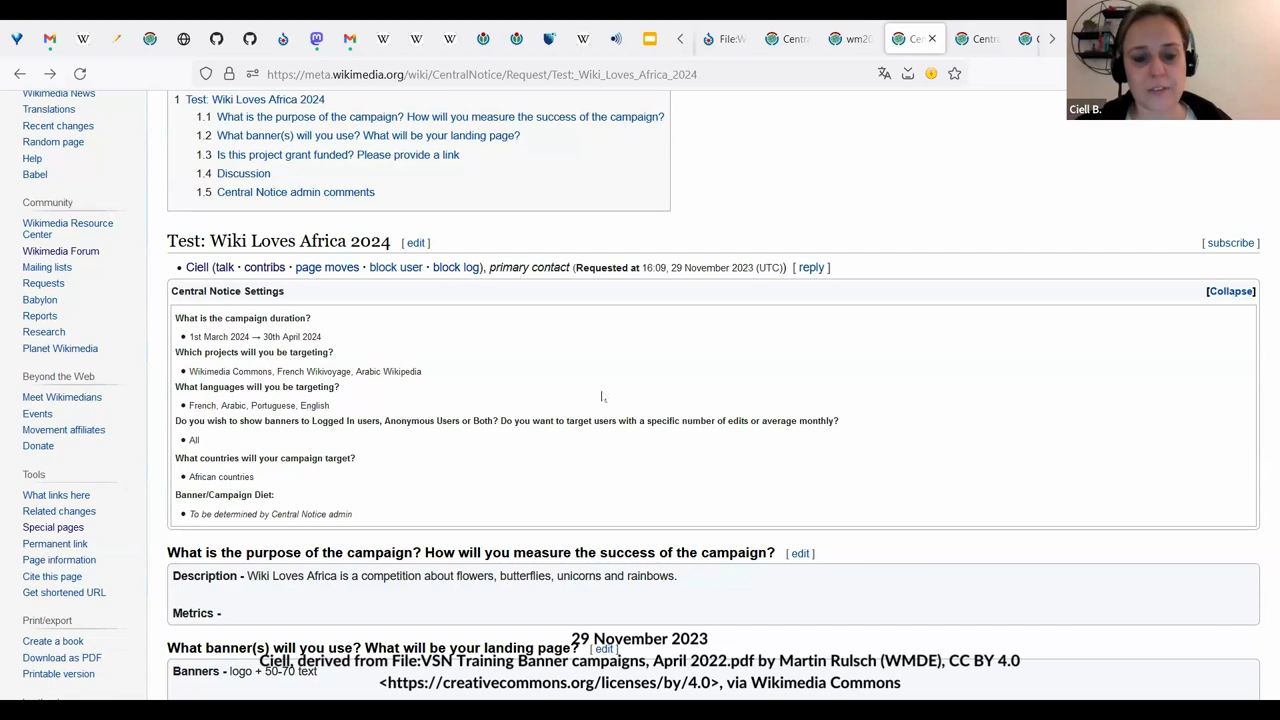 File:W
Centra
wm20
Cen
Centra
C
https://meta.wikimedia.org/wiki/CentralNotice/Request/Test:_Wiki_Loves_Africa_2024
Ciell B.
Wikimedia News
Translations
Recent changes
Random page
Help
Babel
Community
Wikimedia Resource
Center
Wikimedia Forum
Mailing lists
Requests
Babylon
Reports
Research
Planet Wikimedia
Beyond the Web
Meet Wikimedians
Events
Movement affiliates
Donate
Tools
What links here
Related changes
Special pages
Permanent link
Page information
Cite this page
Get shortened URL
Print/export
Create a book
Download as PDF
Printable version
1 Test: Wiki Loves Africa 2024
1.1 What is the purpose of the campaign? How will you measure the success of the campaign?
1.2 What banner(s) will you use? What will be your landing page?
1.3 Is this project grant funded? Please provide a link
1.4 Discussion
1.5 Central Notice admin comments
Test: Wiki Loves Africa 2024 [ edit ] [ subscribe ]
• Ciell (talk · contribs · page moves · block user · block log), primary contact (Requested at 16:09, 29 November 2023 (UTC)) [ reply ]
Central Notice Settings [Collapse]
What is the campaign duration?
• 1st March 2024 → 30th April 2024
Which projects will you be targeting?
• Wikimedia Commons, French Wikivoyage, Arabic Wikipedia
What languages will you be targeting?
• French, Arabic, Portuguese, English
Do you wish to show banners to Logged In users, Anonymous Users or Both? Do you want to target users with a specific number of edits or average monthly?
• All
What countries will your campaign target?
• African countries
Banner/Campaign Diet:
• To be determined by Central Notice admin
What is the purpose of the campaign? How will you measure the success of the campaign? [ edit ]
Description - Wiki Loves Africa is a competition about flowers, butterflies, unicorns and rainbows.
Metrics -
What banner(s) will you use? What will be your landing page? [ edit ]
Banners - logo + 50-70 text
29 November 2023
Ciell, derived from File:VSN Training Banner campaigns, April 2022.pdf by Martin Rulsch (WMDE), CC BY 4.0
<https://creativecommons.org/licenses/by/4.0>, via Wikimedia Commons